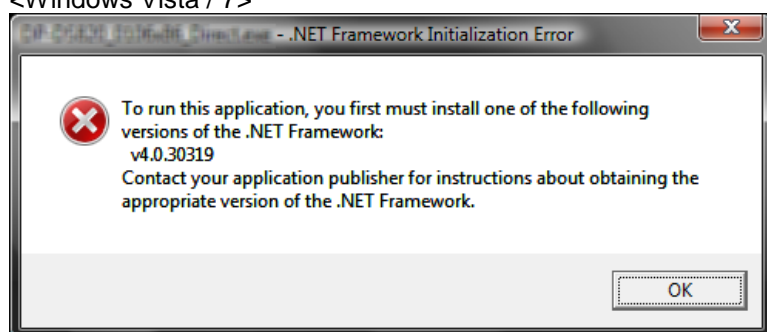 <Windows Vista / 7>
- .NET Framework Initialization Error
To run this application, you first must install one of the following
versions of the .NET Framework:
v4.0.30319
Contact your application publisher for instructions about obtaining the
appropriate version of the .NET Framework.
OK